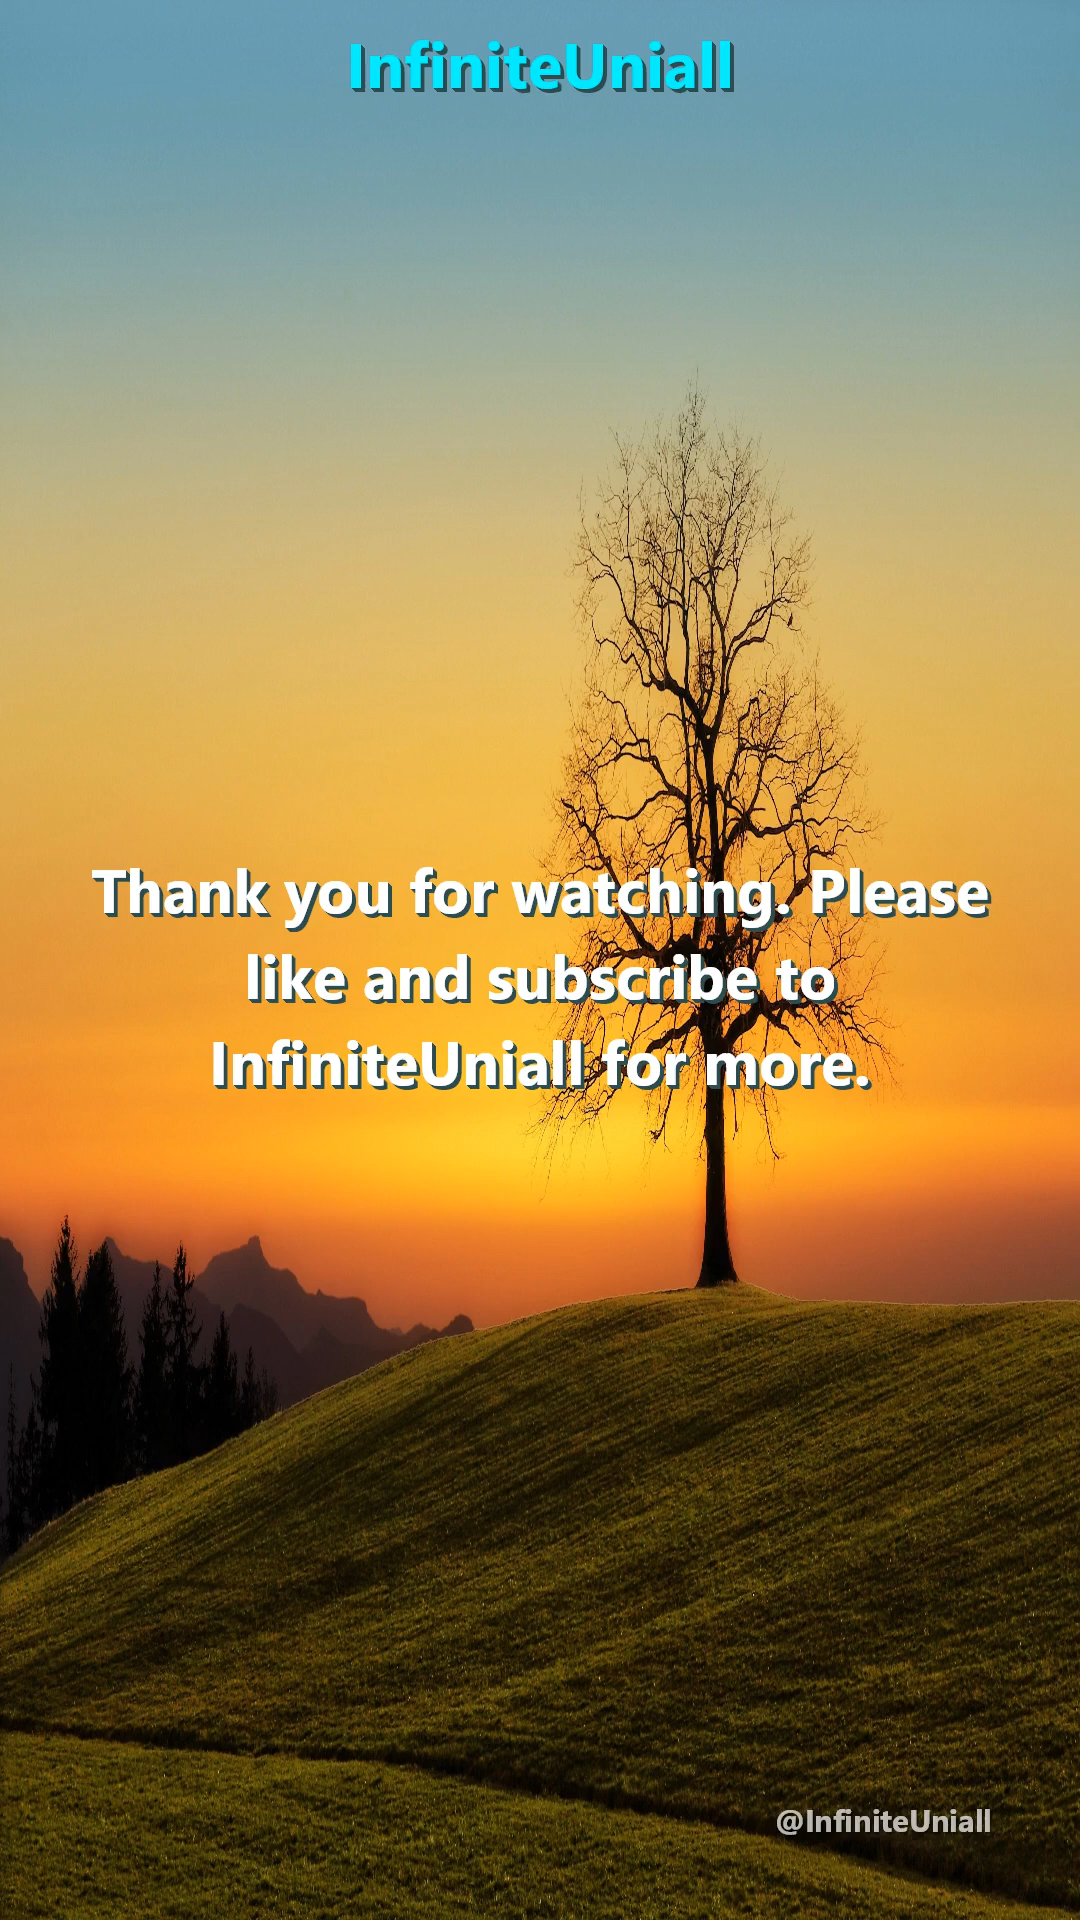 InfiniteUniall
Thank you for watching. Please
like and subscribe to
InfiniteUniall for more.
@InfiniteUniall